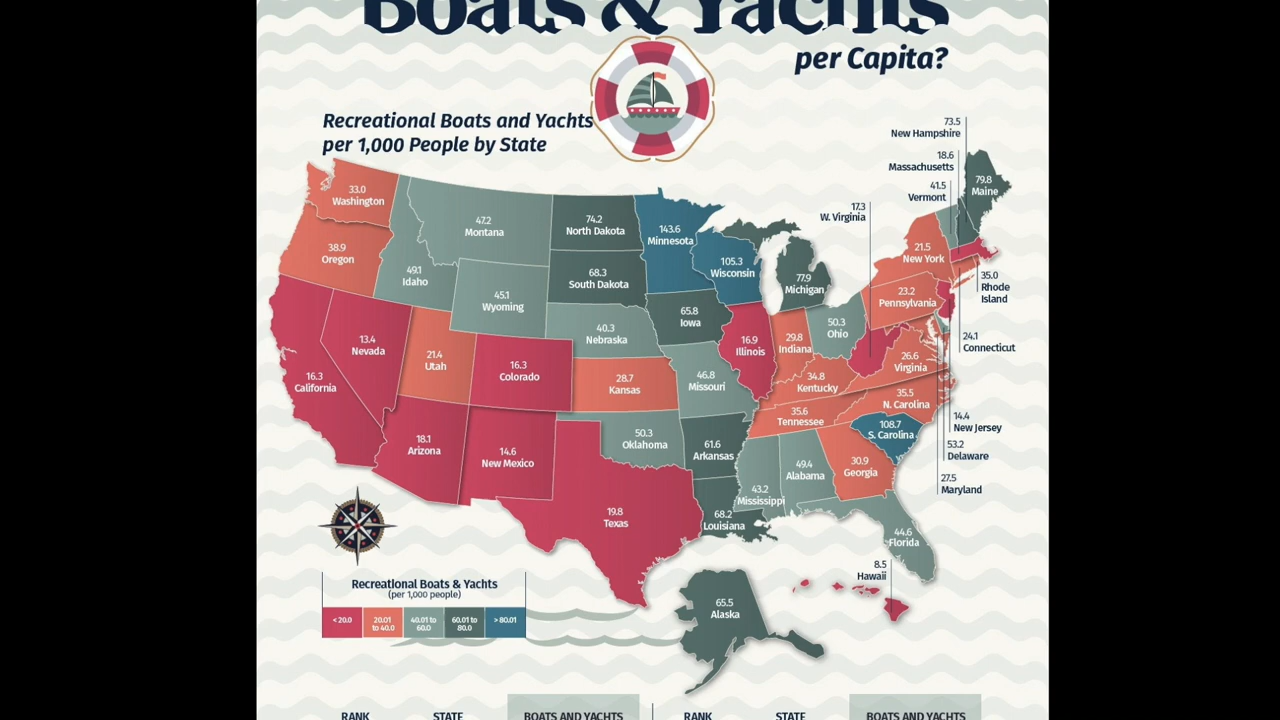 Boats & Yachts
per Capita?
Recreational Boats and Yachts
per 1,000 People by State
73.5
New Hampshire
18.6
Massachusetts
41.5
Vermont
79.8
Maine
17.3
W. Virginia
33.0
Washington
47.2
Montana
74.2
North Dakota
143.6
Minnesota
105.3
Wisconsin
77.9
Michigan
21.5
New York
38.9
Oregon
49.1
Idaho
45.1
Wyoming
68.3
South Dakota
65.8
Iowa
23.2
Pennsylvania
35.0
Rhode
Island
24.1
Connecticut
13.4
Nevada
21.4
Utah
16.3
Colorado
40.3
Nebraska
16.9
Illinois
29.8
Indiana
50.3
Ohio
26.6
Virginia
16.3
California
28.7
Kansas
46.8
Missouri
34.8
Kentucky
35.5
N. Carolina
35.6
Tennessee
108.7
S. Carolina
14.4
New Jersey
53.2
Delaware
27.5
Maryland
18.1
Arizona
14.6
New Mexico
50.3
Oklahoma
61.6
Arkansas
49.4
Alabama
30.9
Georgia
43.2
Mississippi
19.8
Texas
68.2
Louisiana
44.6
Florida
8.5
Hawaii
65.5
Alaska
Recreational Boats & Yachts
(per 1,000 people)
< 20.0
20.01
to 40.0
40.01 to
60.0
60.01 to
80.0
> 80.01
RANK STATE BOATS AND YACHTS RANK STATE BOATS AND YACHTS